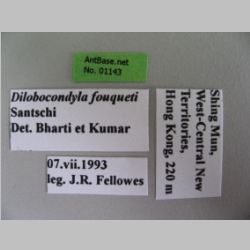 AntBase.net
No. 01143
Dilobocondyla fouqueti
Santschi
Det. Bharti et Kumar
07.vii.1993
leg. J.R. Fellowes
Shing Mun,
West-Central New
Territories,
Hong Kong, 220 m